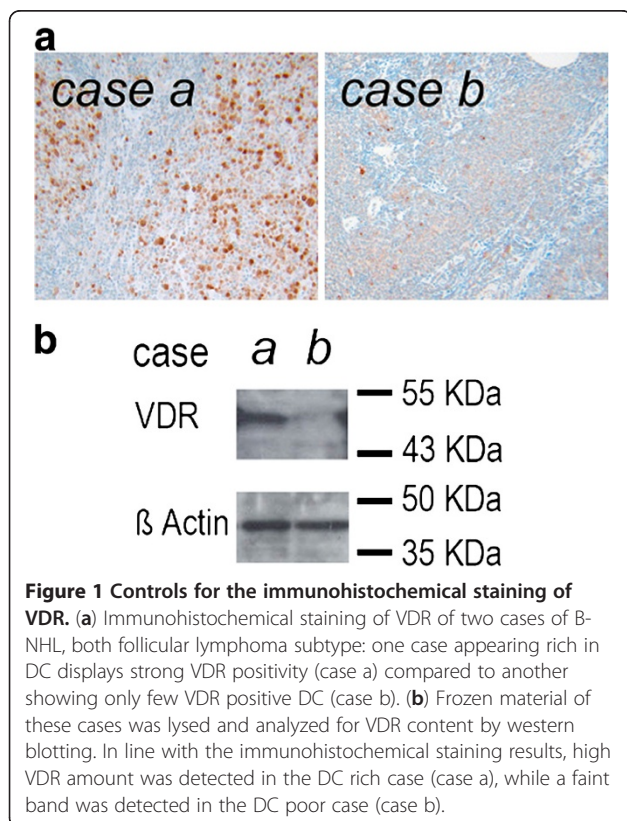 a
case a
case b
b
case a b
VDR
55 KDa
43 KDa
ß Actin
50 KDa
35 KDa
Figure 1 Controls for the immunohistochemical staining of
VDR. (a) Immunohistochemical staining of VDR of two cases of B-
NHL, both follicular lymphoma subtype: one case appearing rich in
DC displays strong VDR positivity (case a) compared to another
showing only few VDR positive DC (case b). (b) Frozen material of
these cases was lysed and analyzed for VDR content by western
blotting. In line with the immunohistochemical staining results, high
VDR amount was detected in the DC rich case (case a), while a faint
band was detected in the DC poor case (case b).